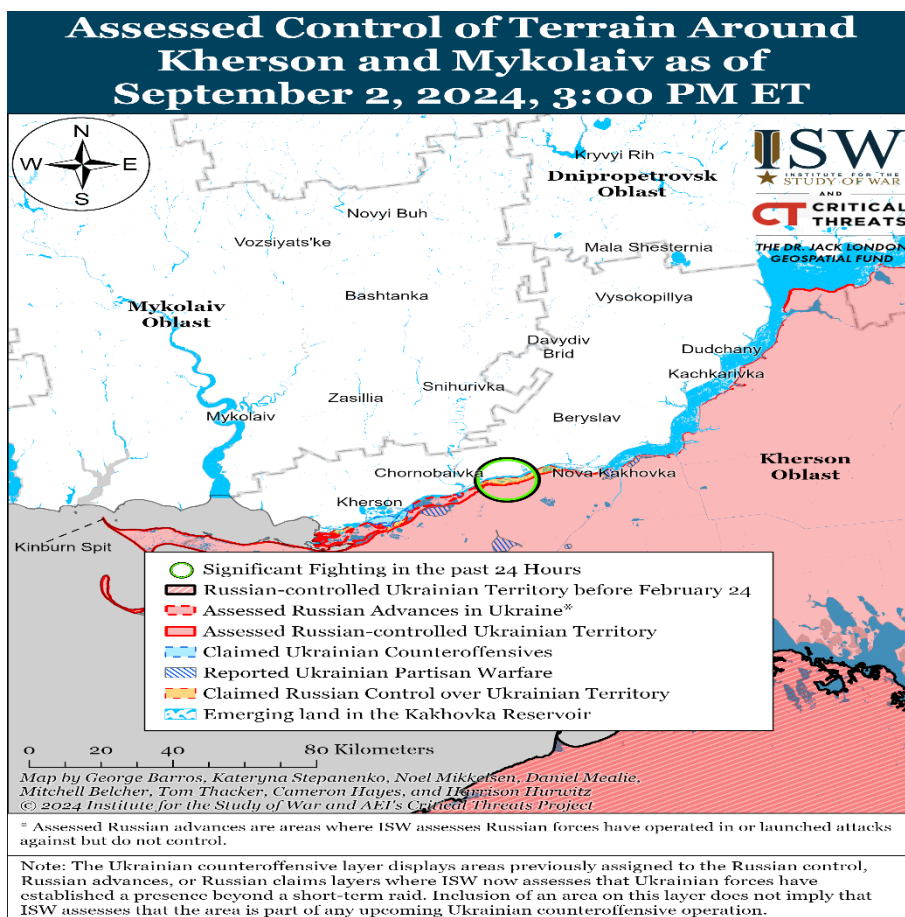 Assessed Control of Terrain Around
Kherson and Mykolaiv as of
September 2, 2024, 3:00 PM ET
N
W E
S
ISW
INSTITUTE FOR THE
STUDY OF WAR
AND
CT CRITICAL
THREATS
THE DR. JACK LONDON
GEOSPATIAL FUND
Kryvyi Rih
Dnipropetrovsk
Oblast
Novyi Buh
Vozsiyats'ke
Mala Shesternia
Bashtanka
Vysokopillya
Mykolaiv
Oblast
Davydiv
Brid
Dudchany
Kachkarivka
Snihurivka
Zasillia
Mykolaiv
Beryslav
Kherson
Oblast
Chornobaivka
Nova Kakhovka
Kherson
Kinburn Spit
Significant Fighting in the past 24 Hours
Russian-controlled Ukrainian Territory before February 24
Assessed Russian Advances in Ukraine*
Assessed Russian-controlled Ukrainian Territory
Claimed Ukrainian Counteroffensives
Reported Ukrainian Partisan Warfare
Claimed Russian Control over Ukrainian Territory
Emerging land in the Kakhovka Reservoir
0 20 40 80 Kilometers
Map by George Barros, Kateryna Stepanenko, Noel Mikkelsen, Daniel Mealie,
Mitchell Belcher, Tom Thacker, Cameron Hayes, and Harrison Hurwitz
© 2024 Institute for the Study of War and AEI's Critical Threats Project
* Assessed Russian advances are areas where ISW assesses Russian forces have operated in or launched attacks
against but do not control.
Note: The Ukrainian counteroffensive layer displays areas previously assigned to the Russian control,
Russian advances, or Russian claims layers where ISW now assesses that Ukrainian forces have
established a presence beyond a short-term raid. Inclusion of an area on this layer does not imply that
ISW assesses that the area is part of any upcoming Ukrainian counteroffensive operation.